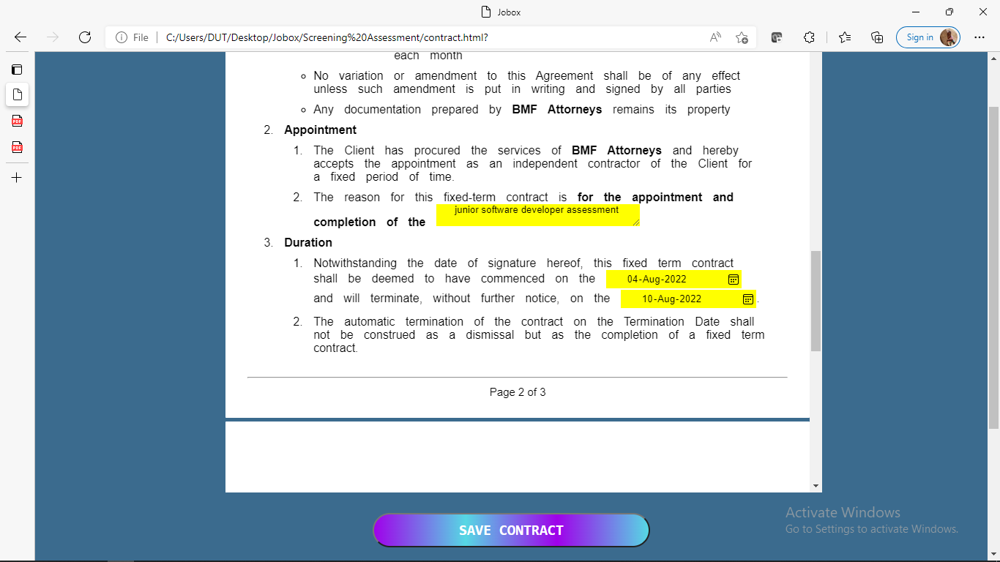 Jobox
File
C:/Users/DUT/Desktop/Jobox/Screening%20Assessment/contract.html?
Sign in
each month
No variation or amendment to this Agreement shall be of any effect
unless such amendment is put in writing and signed by all parties
Any documentation prepared by BMF Attorneys remains its property
2. Appointment
1. The Client has procured the services of BMF Attorneys and hereby
accepts the appointment as an independent contractor of the Client for
a fixed period of time.
2. The reason for this fixed-term contract is for the appointment and
completion of the junior software developer assessment
3. Duration
1. Notwithstanding the date of signature hereof, this fixed term contract
shall be deemed to have commenced on the 04-Aug-2022
and will terminate, without further notice, on the 10-Aug-2022 .
2. The automatic termination of the contract on the Termination Date shall
not be construed as a dismissal but as the completion of a fixed term
contract.
Page 2 of 3
SAVE CONTRACT
Activate Windows
Go to Settings to activate Windows.